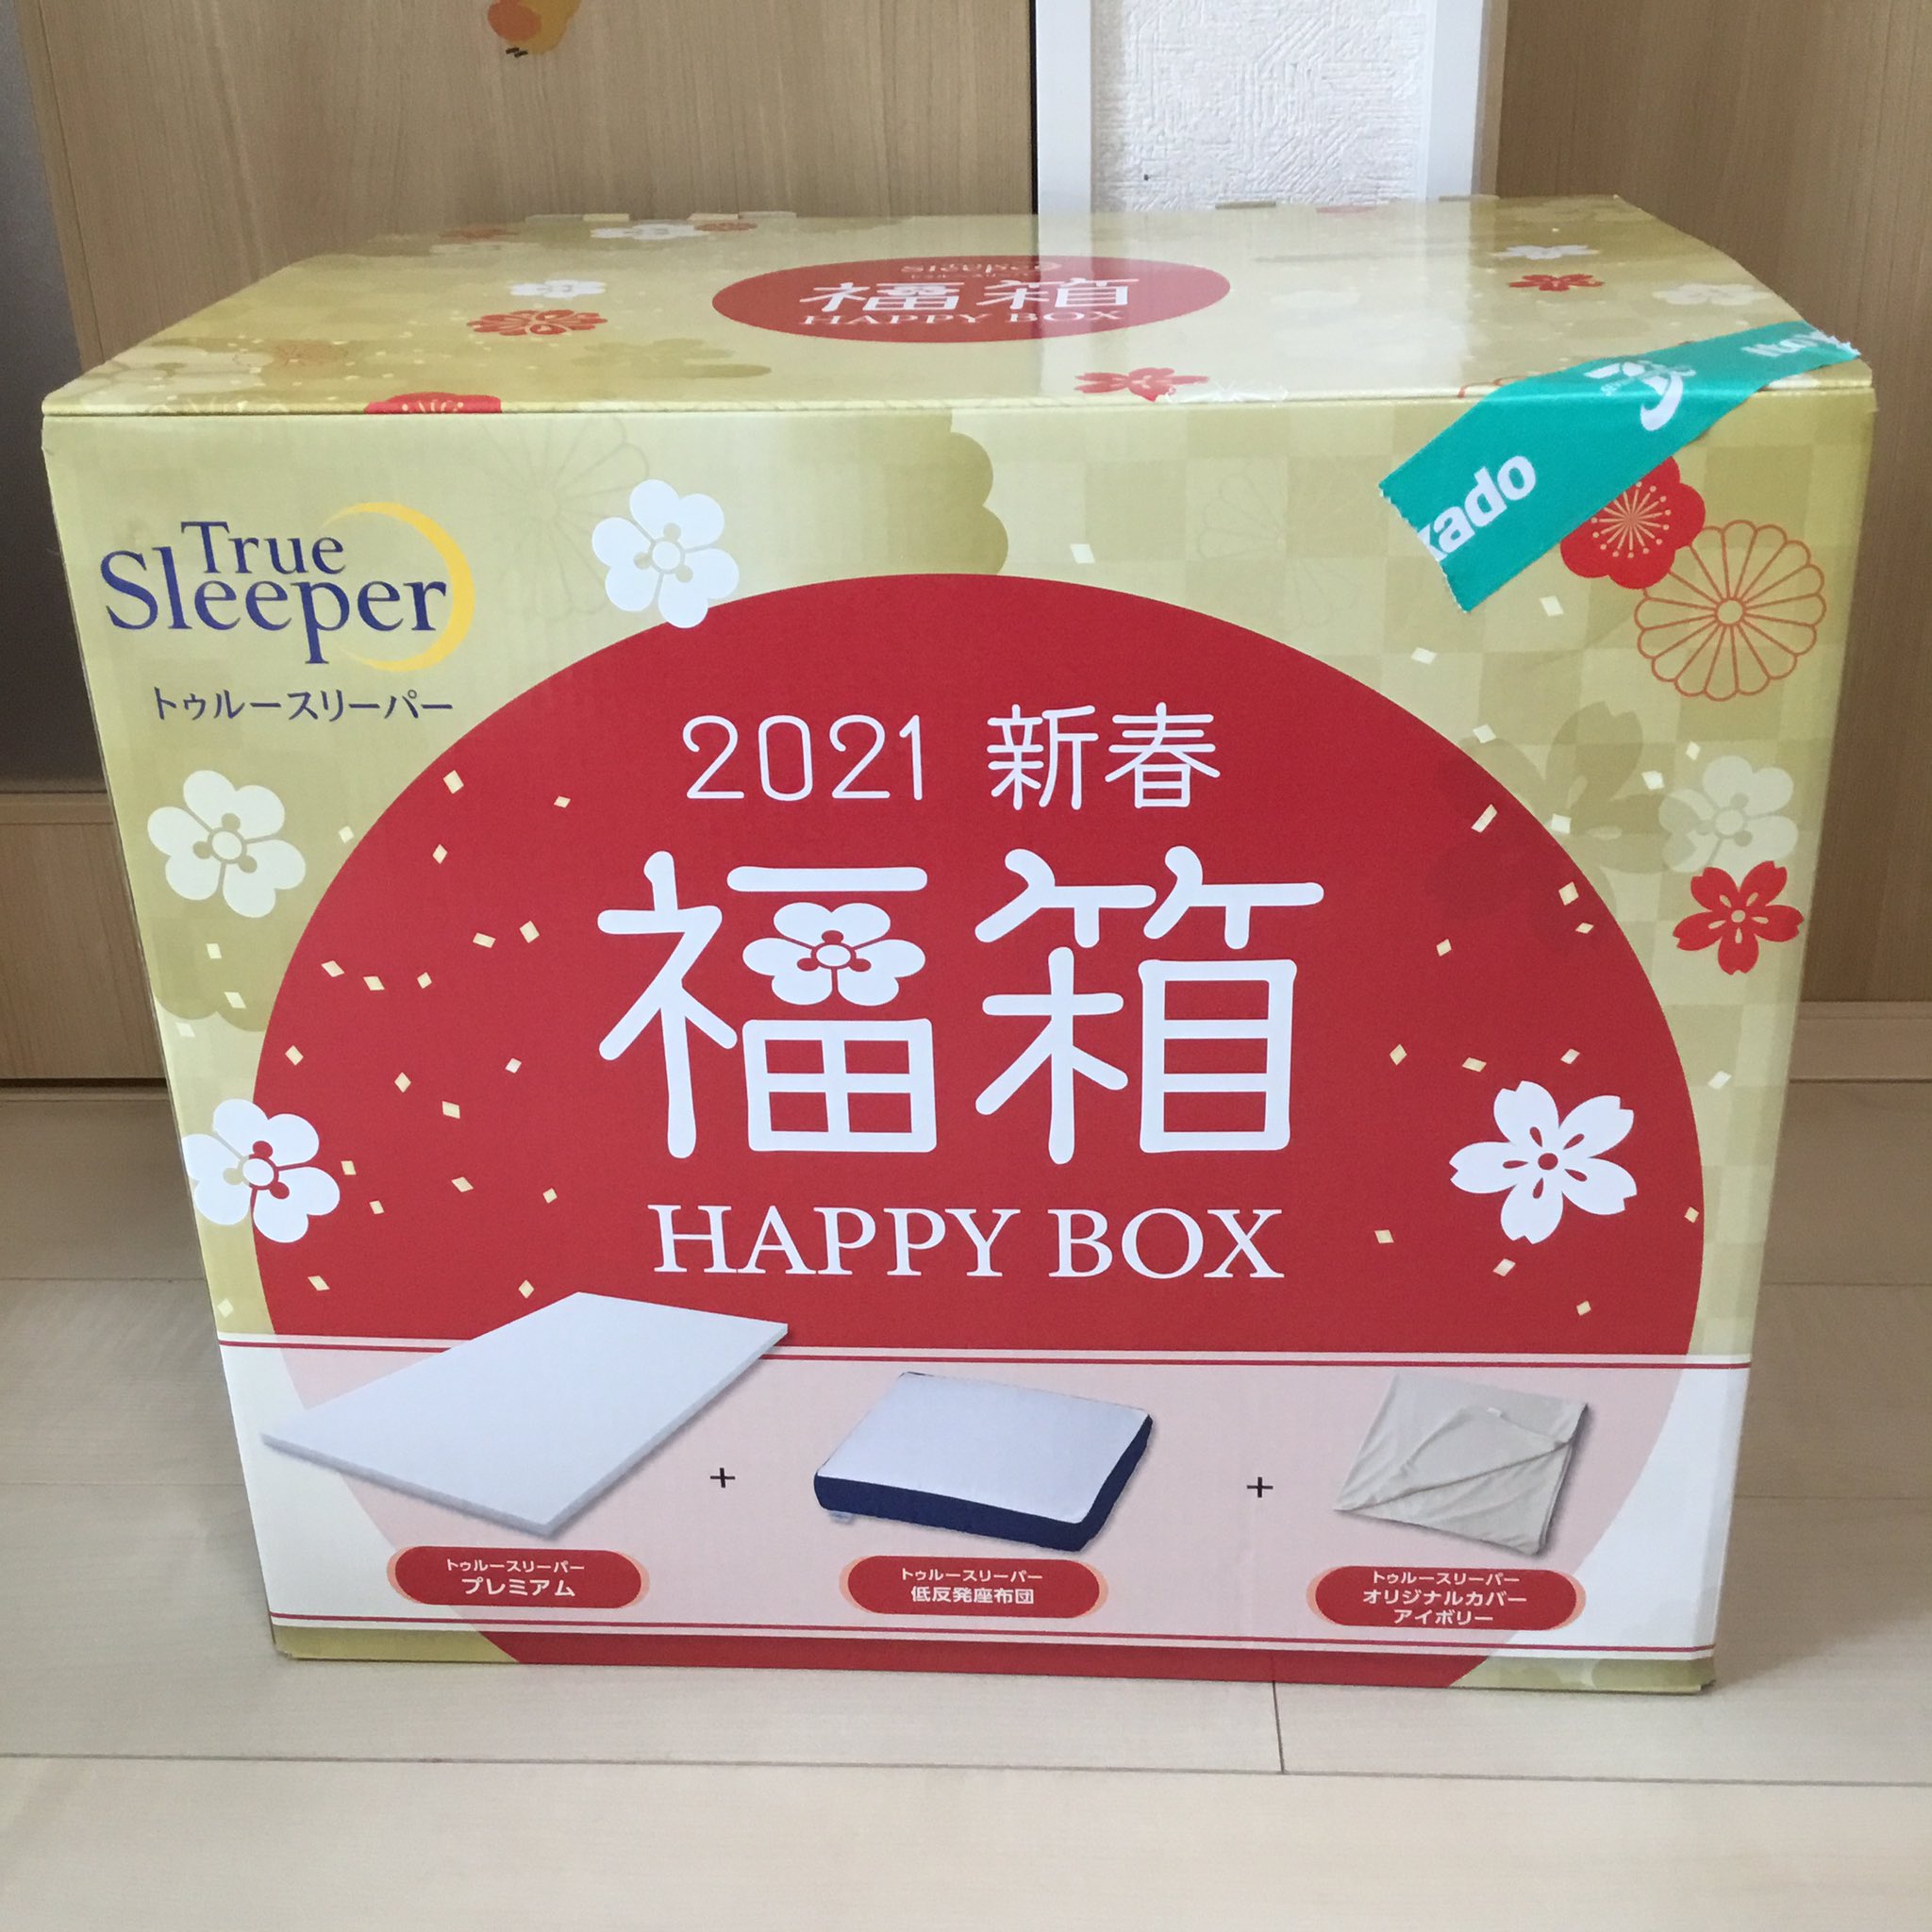 Sleeper
福箱
HAPPY BOX
True
Sleeper
トゥルースリーパー
2021 新春
福箱
HAPPY BOX
+
+
トゥルースリーパー
プレミアム
トゥルースリーパー
低反発座布団
トゥルースリーパー
オリジナルカバー
アイボリー
kado